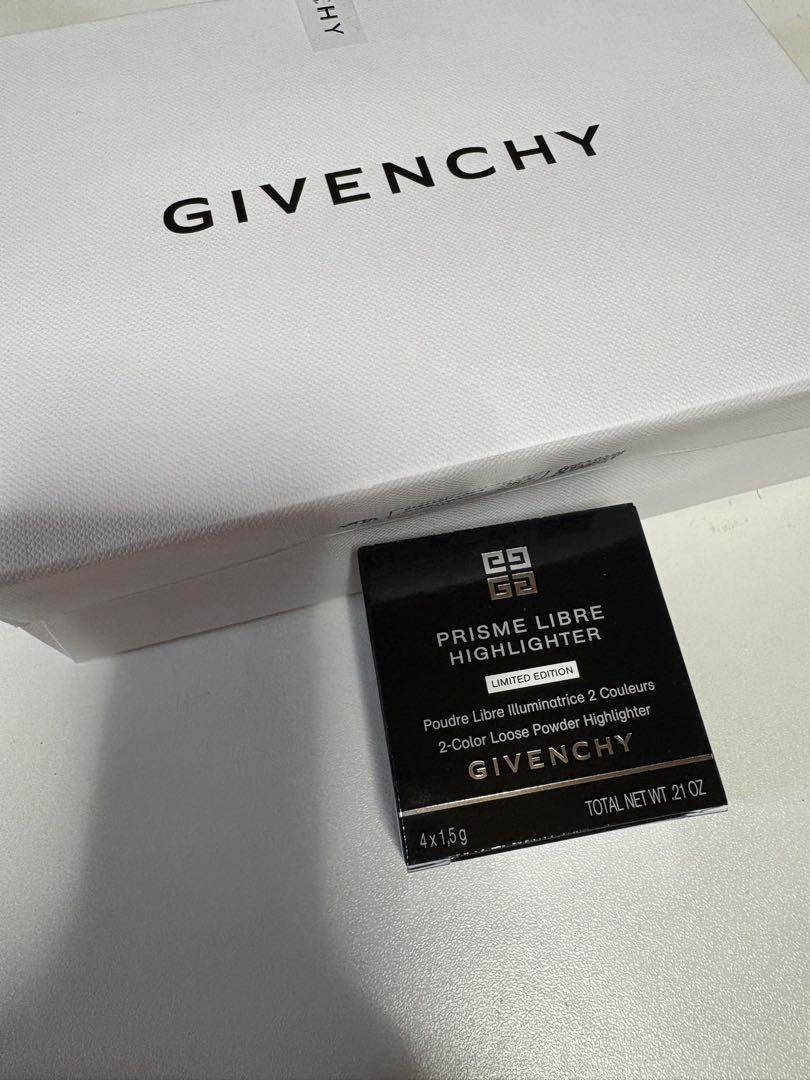 CHY
GIVENCHY
PRISME LIBRE
HIGHLIGHTER
LIMITED EDITION
Poudre Libre Illuminatrice 2 Couleurs
2-Color Loose Powder Highlighter
GIVENCHY
4 x 1,5 g
TOTAL NET WT .21 OZ